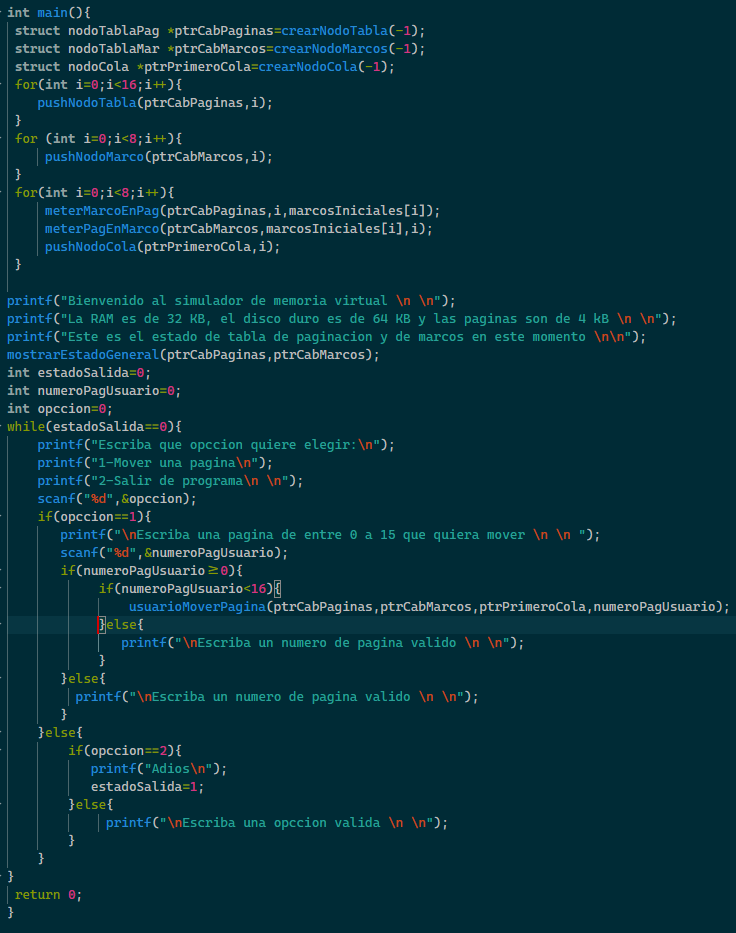 int main(){
struct nodoTablaPag *ptrCabPaginas=crearNodoTabla(-1);
struct nodoTablaMar *ptrCabMarcos=crearNodoMarcos(-1);
struct nodoCola *ptrPrimeroCola=crearNodoCola(-1);
for(int i=0;i<16;i++){
pushNodoTabla(ptrCabPaginas,i);
}
for (int i=0;i<8;i++){
pushNodoMarco(ptrCabMarcos,i);
}
for(int i=0;i<8;i++){
meterMarcoEnPag(ptrCabPaginas,i,marcosIniciales[i]);
meterPagEnMarco(ptrCabMarcos,marcosIniciales[i],i);
pushNodoCola(ptrPrimeroCola,i);
}
printf("Bienvenido al simulador de memoria virtual \n \n");
printf("La RAM es de 32 KB, el disco duro es de 64 KB y las paginas son de 4 kB \n \n");
printf("Este es el estado de tabla de paginacion y de marcos en este momento \n\n");
mostrarEstadoGeneral(ptrCabPaginas,ptrCabMarcos);
int estadoSalida=0;
int numeroPagUsuario=0;
int opccion=0;
while(estadoSalida==0){
printf("Escriba que opccion quiere elegir:\n");
printf("1-Mover una pagina\n");
printf("2-Salir de programa\n \n");
scanf("%d",&opccion);
if(opccion==1){
printf("\nEscriba una pagina de entre 0 a 15 que quiera mover \n \n ");
scanf("%d",&numeroPagUsuario);
if(numeroPagUsuario≥0){
if(numeroPagUsuario<16){
usuarioMoverPagina(ptrCabPaginas,ptrCabMarcos,ptrPrimeroCola,numeroPagUsuario);
}else{
printf("\nEscriba un numero de pagina valido \n \n");
}
}else{
printf("\nEscriba un numero de pagina valido \n \n");
}
}else{
if(opccion==2){
printf("Adios\n");
estadoSalida=1;
}else{
printf("\nEscriba una opccion valida \n \n");
}
}
}
return 0;
}